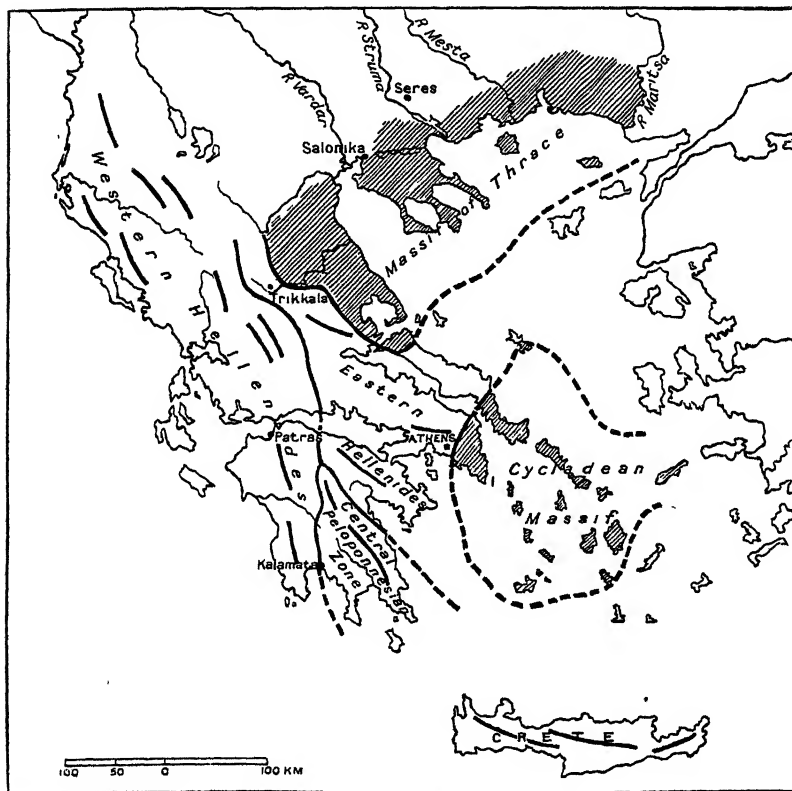 R Mesta
R Struma
R Vardar
Seres
R Maritsa
Salonika
Massif of Thrace
Western Hellenides
Trikkala
Eastern Hellenides
Patras
ATHENS
Cycladean
Massif
Central
Peloponnesian
Zone
Kalamata
CRETE
100 50 0 100 KM